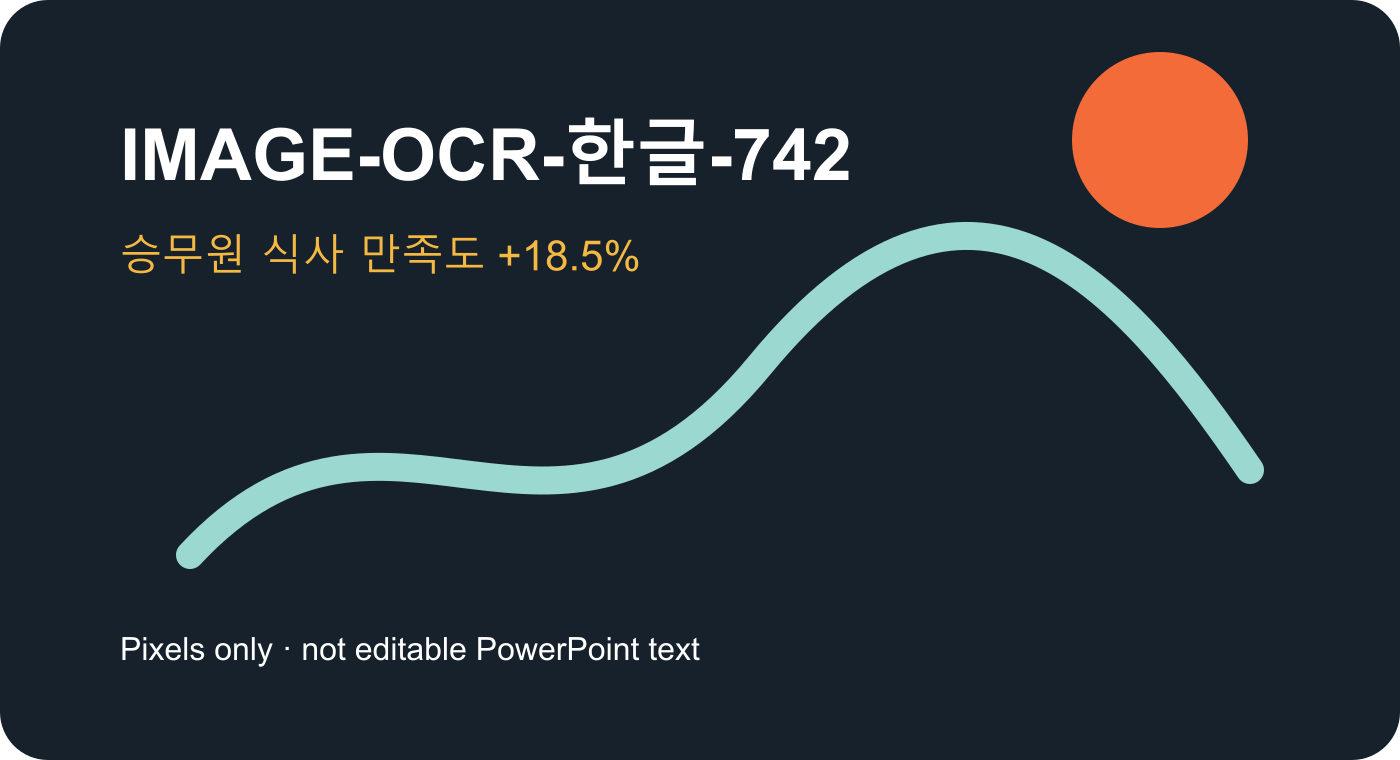 IMAGE-OCR-한글-742
승무원 식사 만족도 +18.5%
Pixels only · not editable PowerPoint text